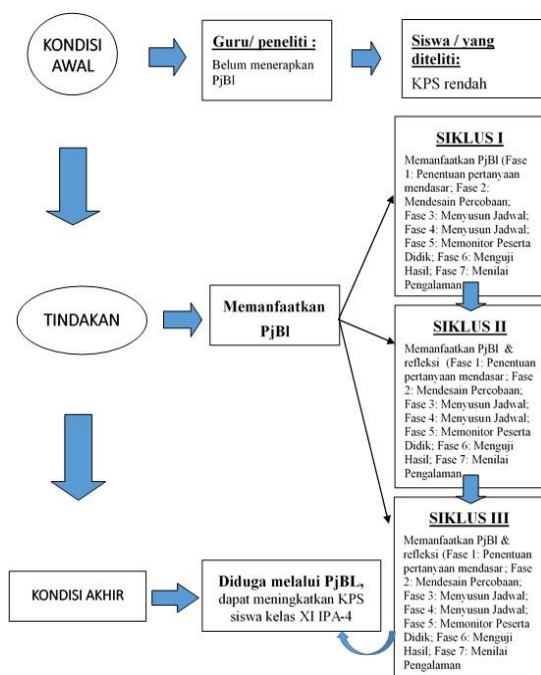 KONDISI
AWAL
Guru/ peneliti :
Belum menerapkan
PjBl
Siswa / yang
diteliti:
KPS rendah
SIKLUS I
Memanfaatkan PjBl (Fase
1: Penentuan pertanyaan
mendasar; Fase 2:
Mendesain Percobaan;
Fase 3: Menyusun Jadwal;
Fase 4: Menyusun Jadwal;
Fase 5: Memonitor Peserta
Didik; Fase 6: Menguji
Hasil; Fase 7: Menilai
Pengalaman
TINDAKAN
Memanfaatkan
PjBl
SIKLUS II
Memanfaatkan PjBl &
refleksi (Fase 1: Penentuan
pertanyaan mendasar; Fase
2: Mendesain Percobaan;
Fase 3: Menyusun Jadwal;
Fase 4: Menyusun Jadwal;
Fase 5: Memonitor Peserta
Didik; Fase 6: Menguji
Hasil; Fase 7: Menilai
Pengalaman
SIKLUS III
Memanfaatkan PjBl &
refleksi (Fase 1: Penentuan
pertanyaan mendasar; Fase
2: Mendesain Percobaan;
Fase 3: Menyusun Jadwal;
Fase 4: Menyusun Jadwal;
Fase 5: Memonitor Peserta
Didik; Fase 6: Menguji
Hasil; Fase 7: Menilai
Pengalaman
KONDISI AKHIR
Diduga melalui PjBL,
dapat meningkatkan KPS
siswa kelas XI IPA-4